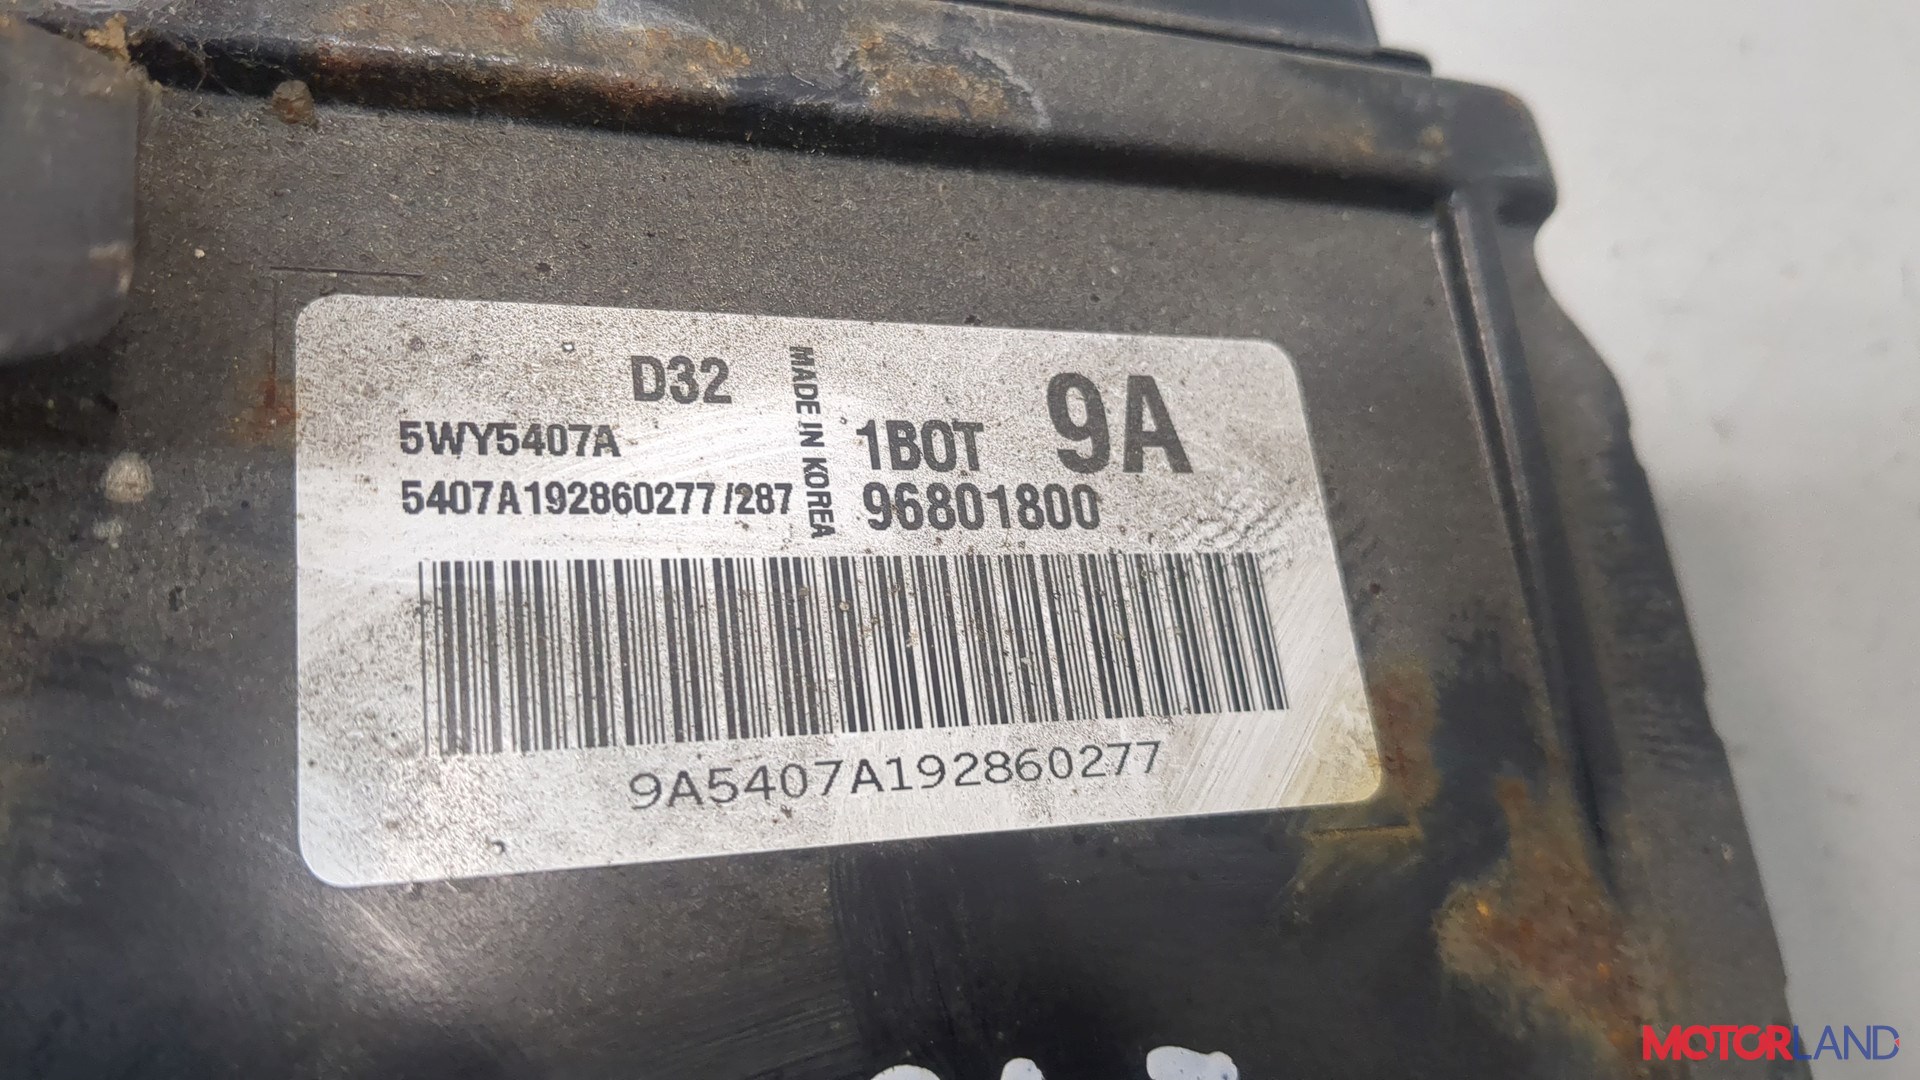 D32
MADE IN KOREA
5WY5407A
1BOT
9A
5407A192860277/287
96801800
9A5407A192860277
MOTORLAND